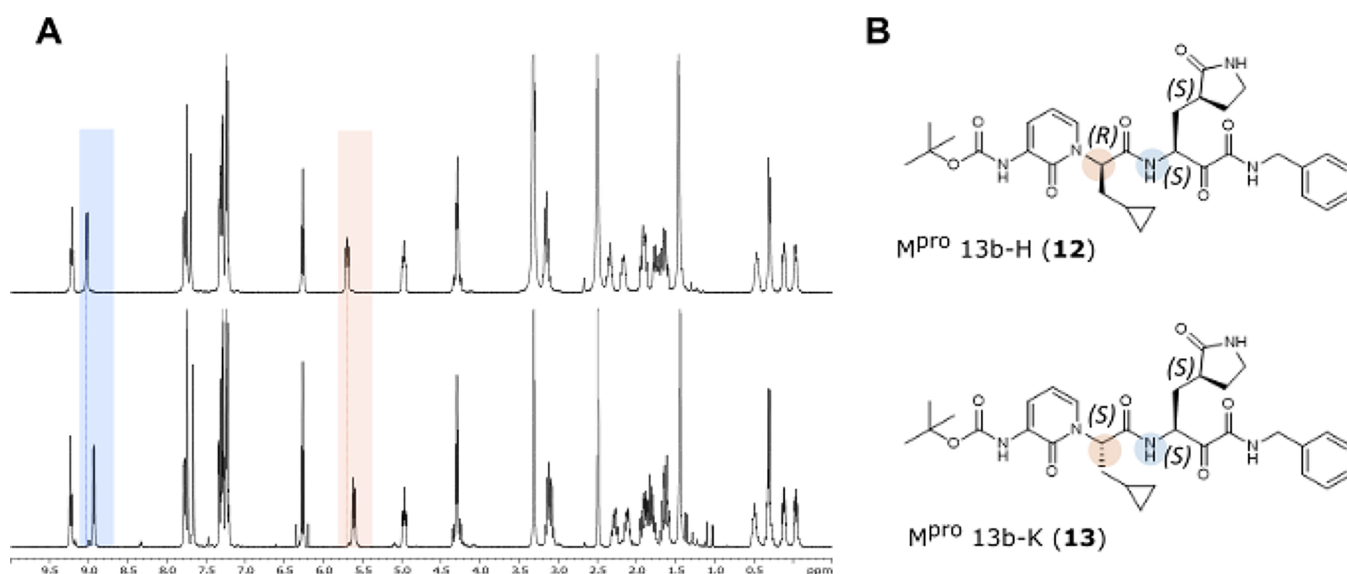 A
B
O
NH
(S)
O
O
(R)
O
O
N
O
N
H
O
N
H
(S)
O
N
H
Mpro 13b-H (12)
O
NH
(S)
O
O
(S)
O
O
N
O
N
H
O
N
H
(S)
O
N
H
Mpro 13b-K (13)
9.5 9.0 8.5 8.0 7.5 7.0 6.5 6.0 5.5 5.0 4.5 4.0 3.5 3.0 2.5 2.0 1.5 1.0 0.5 ppm